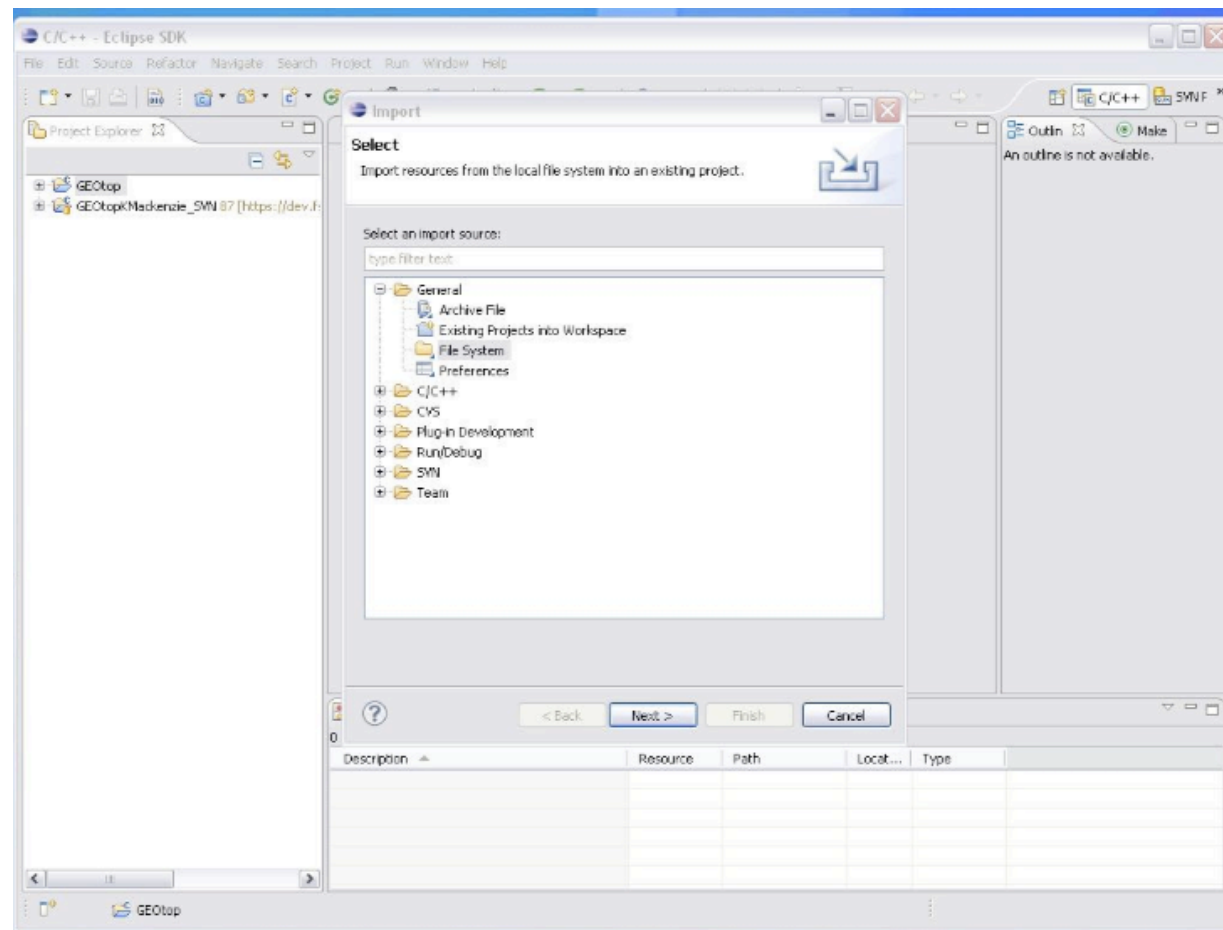 C/C++ - Eclipse SDK
File Edit Source Refactor Navigate Search Project Run Window Help
C/C++
SVN F
Project Explorer
GEOtop
GEOtopKMackenzie_SVN 87 [https://dev.f
Import
Select
Import resources from the local file system into an existing project.
Select an import source:
type filter text
General
Archive File
Existing Projects into Workspace
File System
Preferences
C/C++
CVS
Plug-in Development
Run/Debug
SVN
Team
< Back Next > Finish Cancel
Outlin Make
An outline is not available.
0
Description Resource Path Locat... Type
GEOtop